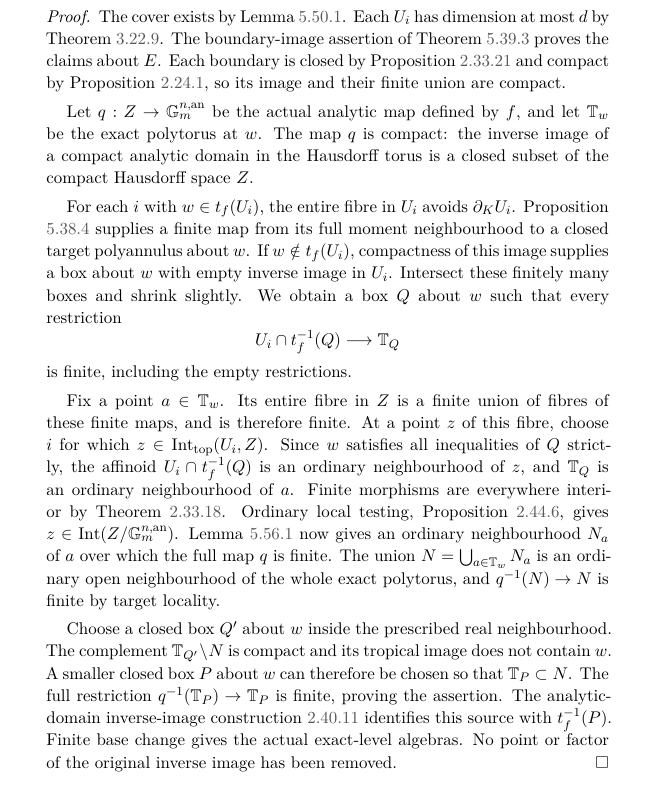 Proof. The cover exists by Lemma 5.50.1. Each U_i has dimension at most d by
Theorem 3.22.9. The boundary-image assertion of Theorem 5.39.3 proves the
claims about E. Each boundary is closed by Proposition 2.33.21 and compact
by Proposition 2.24.1, so its image and their finite union are compact.
Let q : Z → 𝔾_m^{n,an} be the actual analytic map defined by f, and let 𝕋_w
be the exact polytorus at w. The map q is compact: the inverse image of
a compact analytic domain in the Hausdorff torus is a closed subset of the
compact Hausdorff space Z.
For each i with w ∈ t_f(U_i), the entire fibre in U_i avoids ∂_K U_i. Proposition
5.38.4 supplies a finite map from its full moment neighbourhood to a closed
target polyannulus about w. If w ∉ t_f(U_i), compactness of this image supplies
a box about w with empty inverse image in U_i. Intersect these finitely many
boxes and shrink slightly. We obtain a box Q about w such that every
restriction
U_i ∩ t_f^{-1}(Q) ⟶ 𝕋_Q
is finite, including the empty restrictions.
Fix a point a ∈ 𝕋_w. Its entire fibre in Z is a finite union of fibres of
these finite maps, and is therefore finite. At a point z of this fibre, choose
i for which z ∈ Int_top(U_i, Z). Since w satisfies all inequalities of Q strict-
ly, the affinoid U_i ∩ t_f^{-1}(Q) is an ordinary neighbourhood of z, and 𝕋_Q is
an ordinary neighbourhood of a. Finite morphisms are everywhere interi-
or by Theorem 2.33.18. Ordinary local testing, Proposition 2.44.6, gives
z ∈ Int(Z/𝔾_m^{n,an}). Lemma 5.56.1 now gives an ordinary neighbourhood N_a
of a over which the full map q is finite. The union N = ⋃_{a∈𝕋_w} N_a is an ordi-
nary open neighbourhood of the whole exact polytorus, and q^{-1}(N) → N is
finite by target locality.
Choose a closed box Q′ about w inside the prescribed real neighbourhood.
The complement 𝕋_{Q′}\N is compact and its tropical image does not contain w.
A smaller closed box P about w can therefore be chosen so that 𝕋_P ⊂ N. The
full restriction q^{-1}(𝕋_P) → 𝕋_P is finite, proving the assertion. The analytic-
domain inverse-image construction 2.40.11 identifies this source with t_f^{-1}(P).
Finite base change gives the actual exact-level algebras. No point or factor
of the original inverse image has been removed. □